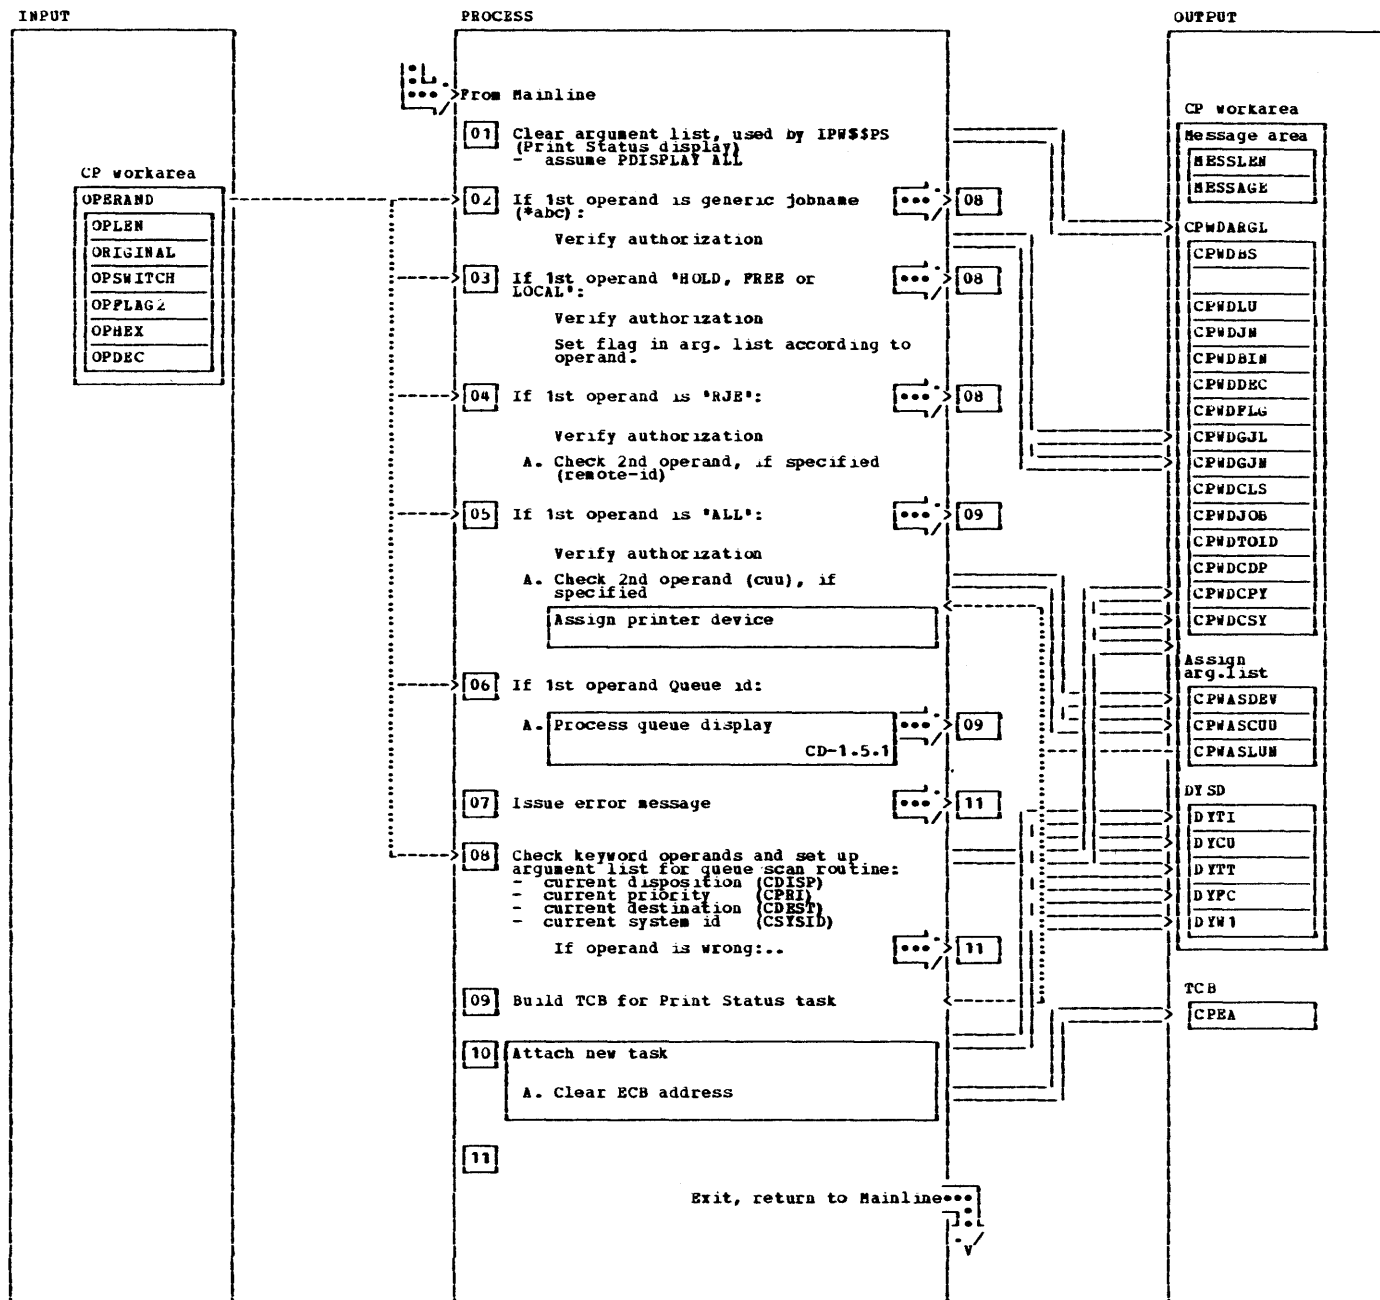 INPUT
PROCESS
OUTPUT
From Mainline
01 Clear argument list, used by IPW$$PS
(Print Status display)
- assume PDISPLAY ALL
CP workarea
OPERAND
OPLEN
ORIGINAL
OPSWITCH
OPFLAG2
OPHEX
OPDEC
02 If 1st operand is generic jobname
(*abc):
08
Verify authorization
03 If 1st operand 'HOLD, FREE or
LOCAL':
08
Verify authorization
Set flag in arg. list according to
operand.
04 If 1st operand is 'RJE':
08
Verify authorization
A. Check 2nd operand, if specified
(remote-id)
05 If 1st operand is 'ALL':
09
Verify authorization
A. Check 2nd operand (cuu), if
specified
Assign printer device
06 If 1st operand Queue id:
A. Process queue display
CD-1.5.1
09
07 Issue error message
11
08 Check keyword operands and set up
argument list for queue scan routine:
- current disposition (CDISP)
- current priority (CPRI)
- current destination (CDEST)
- current system id (CSYSID)
If operand is wrong:..
11
09 Build TCB for Print Status task
10 Attach new task
A. Clear ECB address
11
Exit, return to Mainline
CP workarea
Message area
MESSLEN
MESSAGE
CPWDARGL
CPWDBS
CPWDLU
CPWDJN
CPWDBIN
CPWDDEC
CPWDFLG
CPWDGJL
CPWDGJN
CPWDCLS
CPWDJOB
CPWDTOID
CPWDCDP
CPWDCPY
CPWDCSY
Assign
arg.list
CPWASDEV
CPWASCUU
CPWASLUN
DYSD
DYTI
DYCU
DYTT
DYFC
DYW1
TCB
CPEA